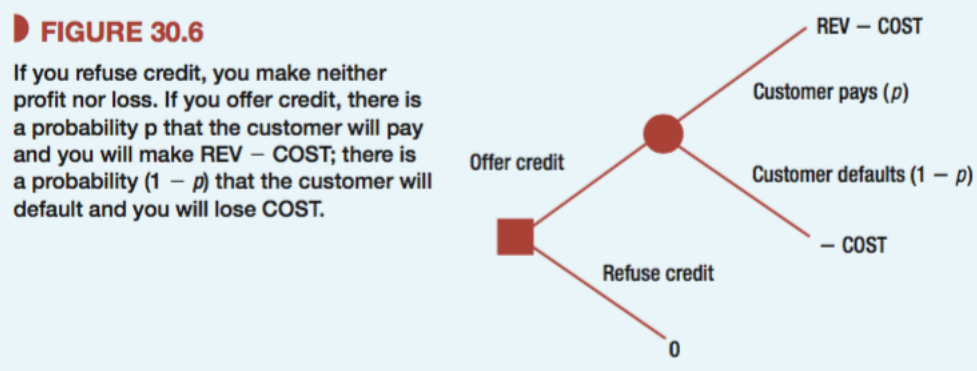 FIGURE 30.6
If you refuse credit, you make neither
profit nor loss. If you offer credit, there is
a probability p that the customer will pay
and you will make REV – COST; there is
a probability (1 – p) that the customer will
default and you will lose COST.
REV – COST
Customer pays (p)
Offer credit
Customer defaults (1 – p)
– COST
Refuse credit
0